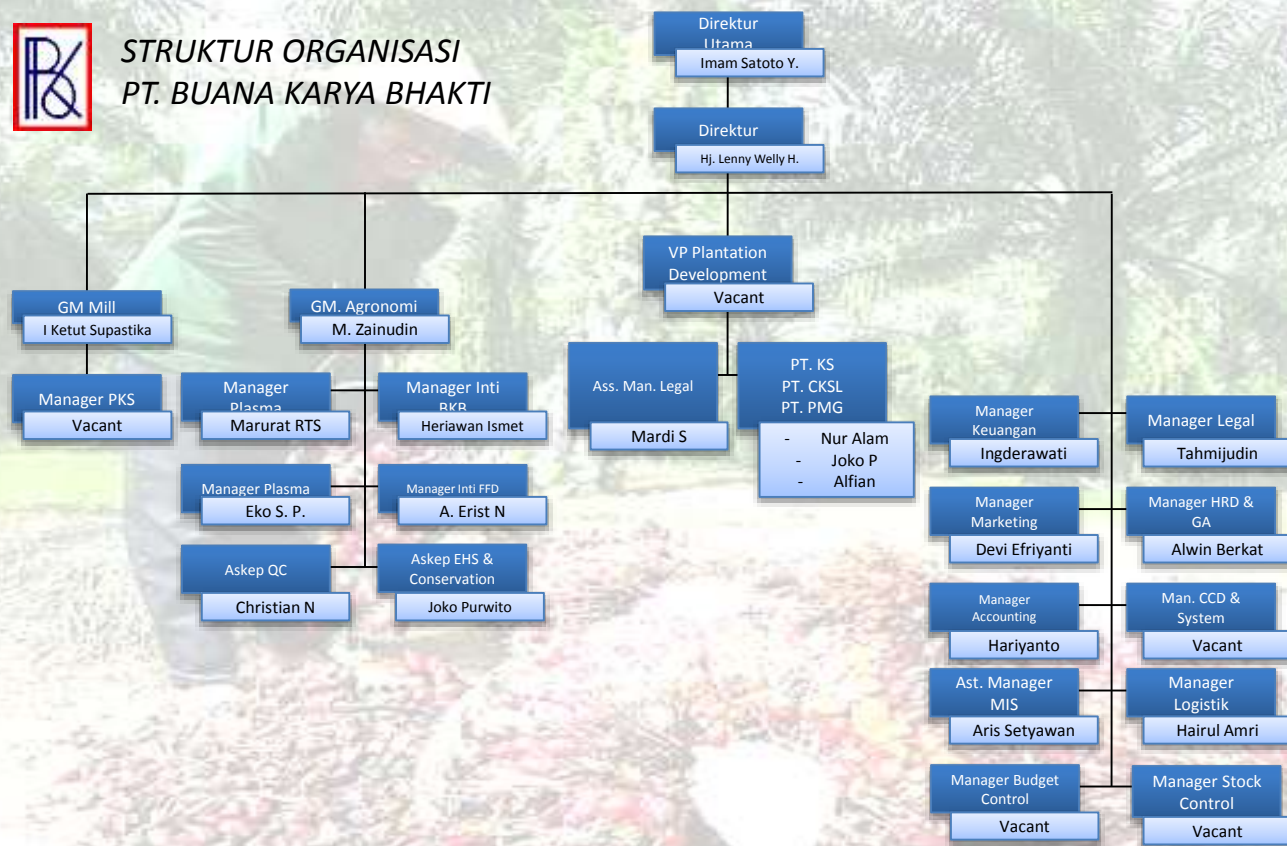 STRUKTUR ORGANISASI
PT. BUANA KARYA BHAKTI
Direktur
Utama
Imam Satoto Y.
Direktur
Hj. Lenny Welly H.
VP Plantation
Development
Vacant
GM Mill
I Ketut Supastika
GM. Agronomi
M. Zainudin
Manager PKS
Vacant
Manager
Plasma
Marurat RTS
Manager Inti
BKB
Heriawan Ismet
Manager Plasma
Eko S. P.
Manager Inti FFD
A. Erist N
Askep QC
Christian N
Askep EHS &
Conservation
Joko Purwito
Ass. Man. Legal
Mardi S
PT. KS
PT. CKSL
PT. PMG
- Nur Alam
- Joko P
- Alfian
Manager
Keuangan
Ingderawati
Manager Legal
Tahmijudin
Manager
Marketing
Devi Efriyanti
Manager HRD &
GA
Alwin Berkat
Manager
Accounting
Hariyanto
Man. CCD &
System
Vacant
Ast. Manager
MIS
Aris Setyawan
Manager
Logistik
Hairul Amri
Manager Budget
Control
Vacant
Manager Stock
Control
Vacant